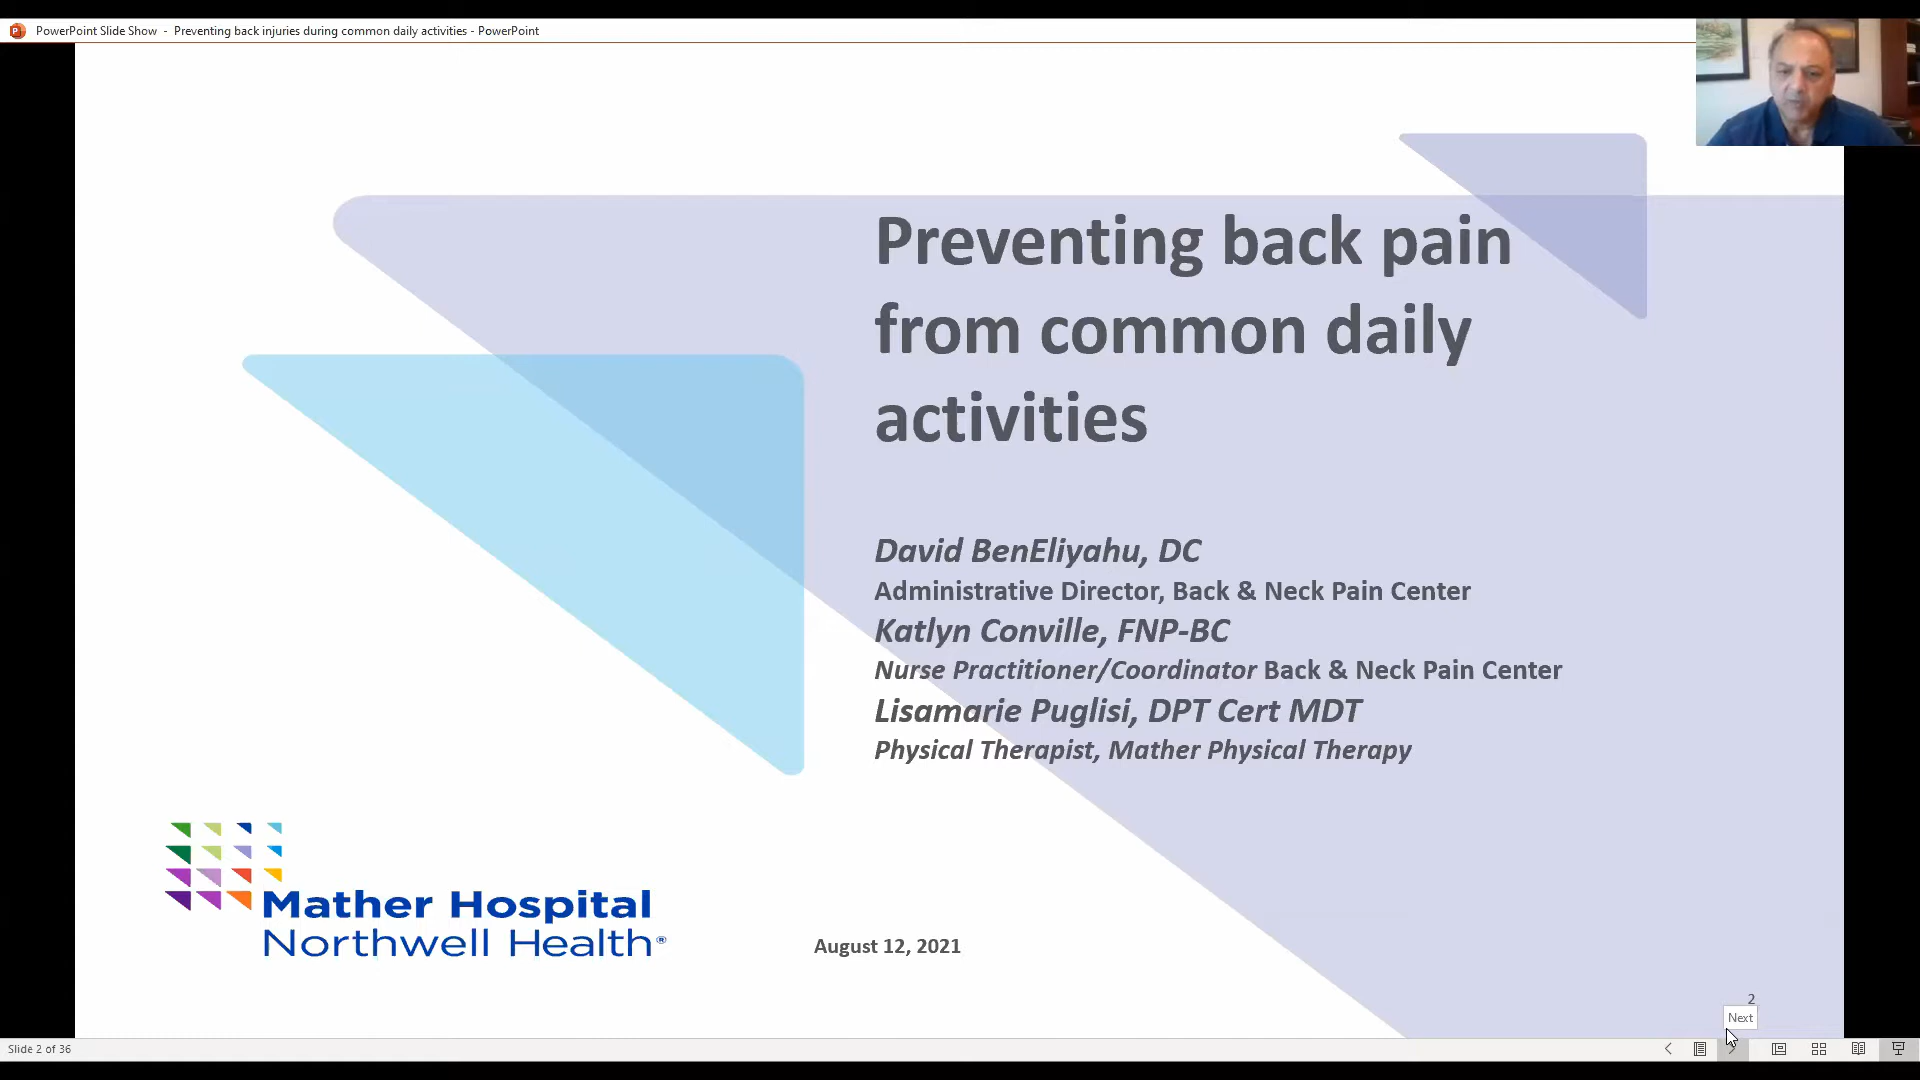 PowerPoint Slide Show - Preventing back injuries during common daily activities - PowerPoint
Preventing back pain
from common daily
activities
David BenEliyahu, DC
Administrative Director, Back & Neck Pain Center
Katlyn Conville, FNP-BC
Nurse Practitioner/Coordinator Back & Neck Pain Center
Lisamarie Puglisi, DPT Cert MDT
Physical Therapist, Mather Physical Therapy
Mather Hospital
Northwell Health®
August 12, 2021
2
Next
Slide 2 of 36